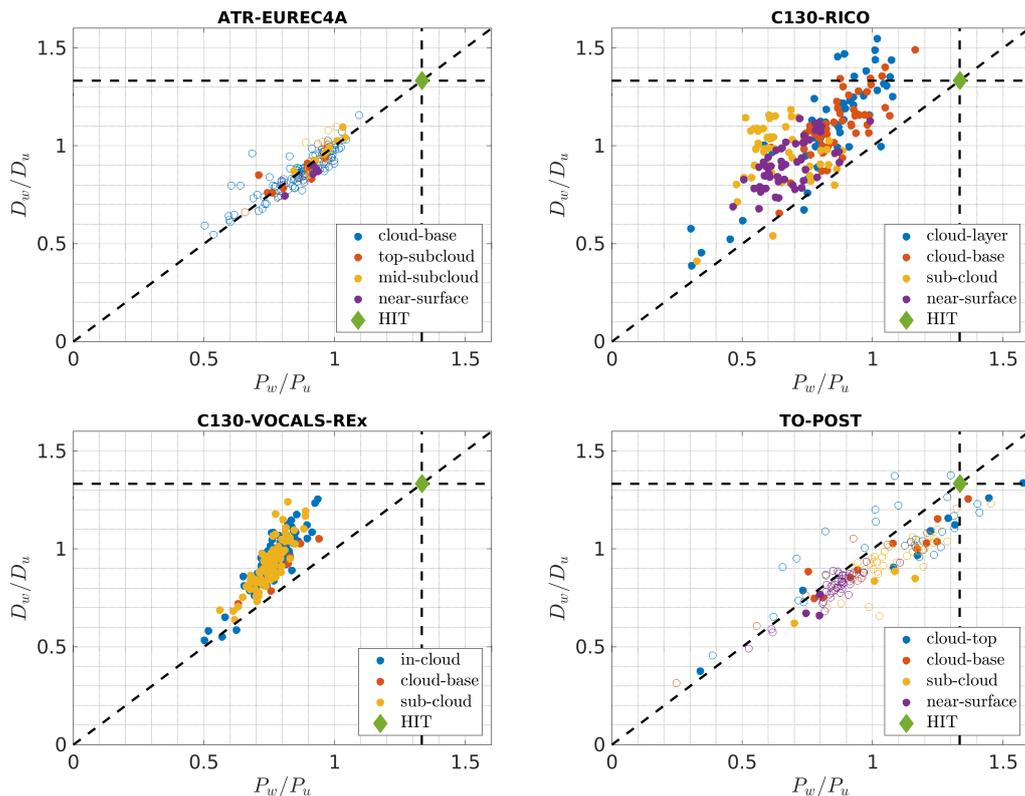 ATR-EUREC4A
1.5
1
0.5
0
D_w/D_u
cloud-base
top-subcloud
mid-subcloud
near-surface
HIT
0 0.5 1 1.5
P_w/P_u
C130-RICO
1.5
1
0.5
0
D_w/D_u
cloud-layer
cloud-base
sub-cloud
near-surface
HIT
0 0.5 1 1.5
P_w/P_u
C130-VOCALS-REx
1.5
1
0.5
0
D_w/D_u
in-cloud
cloud-base
sub-cloud
HIT
0 0.5 1 1.5
P_w/P_u
TO-POST
1.5
1
0.5
0
D_w/D_u
cloud-top
cloud-base
sub-cloud
near-surface
HIT
0 0.5 1 1.5
P_w/P_u